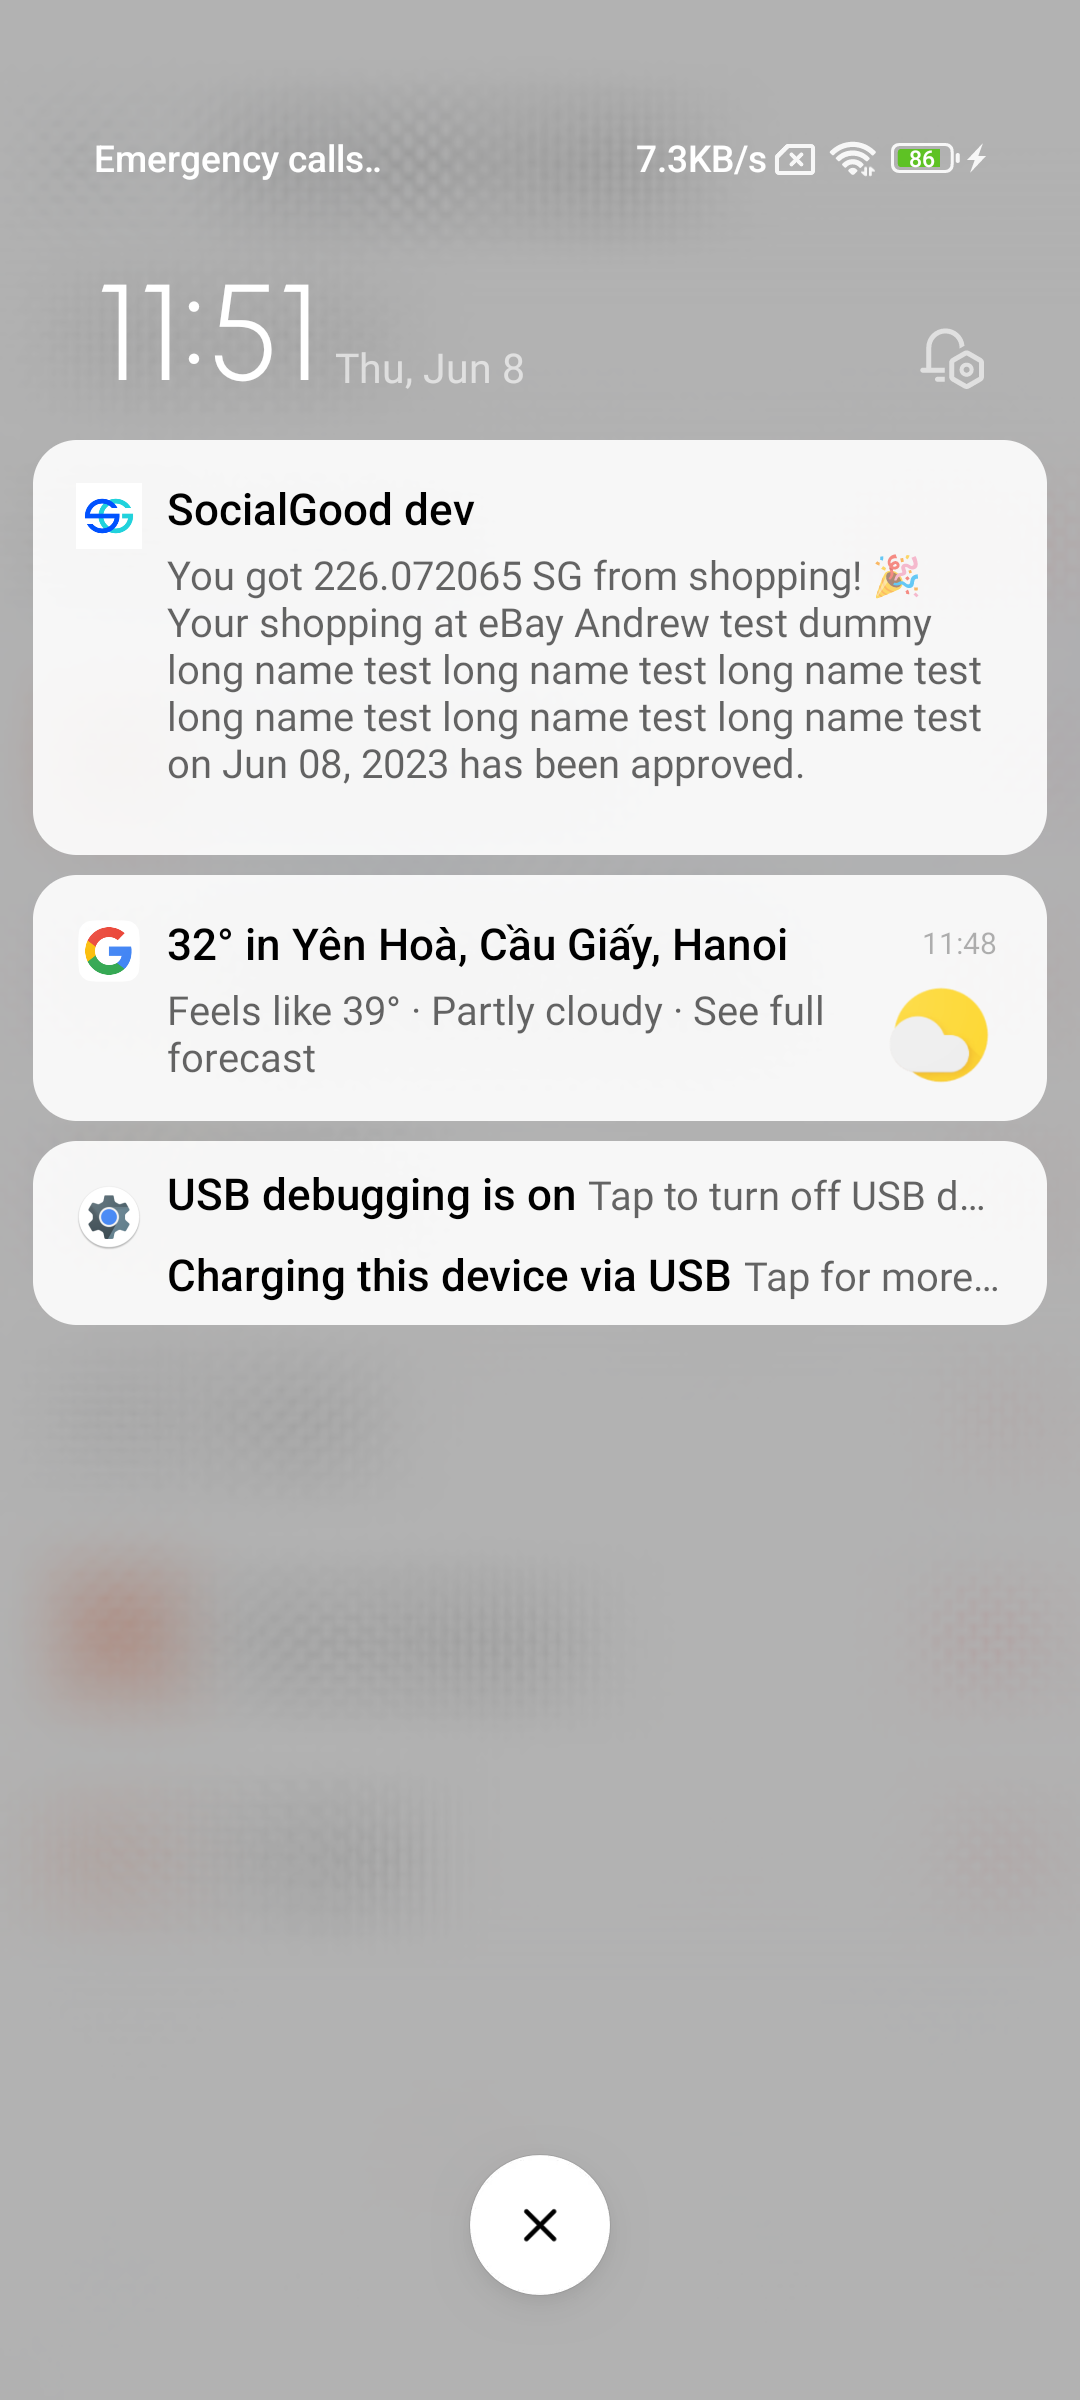 Emergency calls.. 7.3KB/s 86
11:51 Thu, Jun 8
SocialGood dev
You got 226.072065 SG from shopping! 🎉
Your shopping at eBay Andrew test dummy
long name test long name test long name test
long name test long name test long name test
on Jun 08, 2023 has been approved.
32° in Yên Hoà, Cầu Giấy, Hanoi 11:48
Feels like 39° · Partly cloudy · See full
forecast
USB debugging is on Tap to turn off USB d...
Charging this device via USB Tap for more...